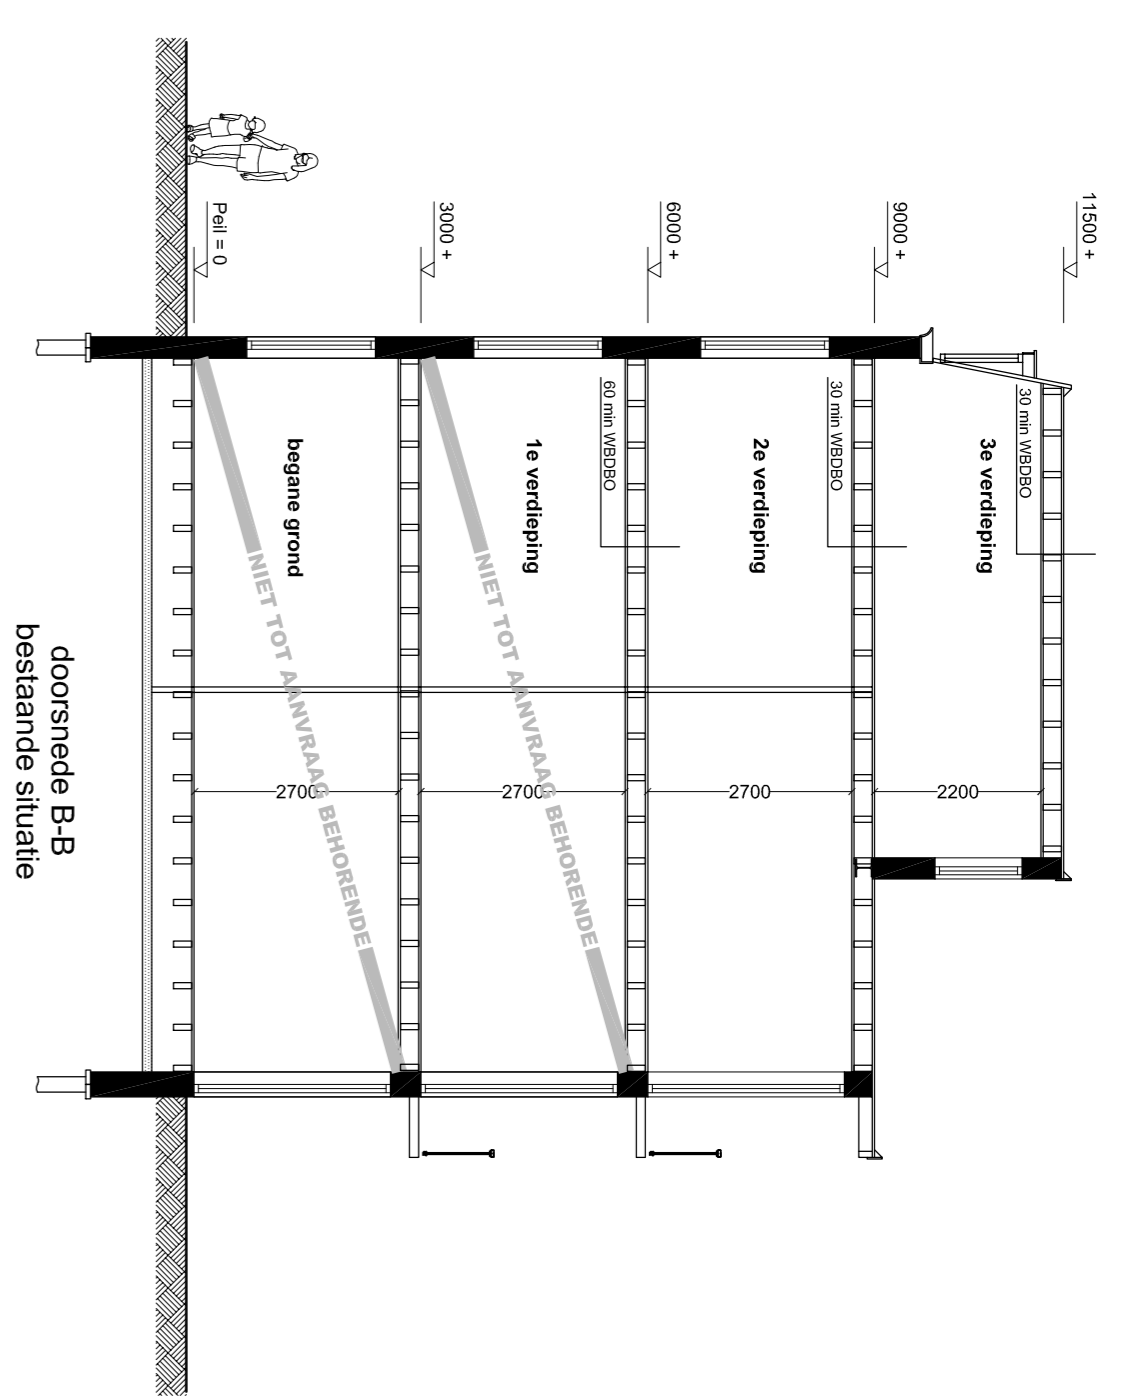 11500 +
9000 +
6000 +
3000 +
Peil = 0
30 min WBDBO
3e verdieping
2200
30 min WBDBO
2e verdieping
2700
60 min WBDBO
1e verdieping
2700
NIET TOT AANVRAAG BEHORENDE
begane grond
2700
NIET TOT AANVRAAG BEHORENDE
doorsnede B-B
bestaande situatie